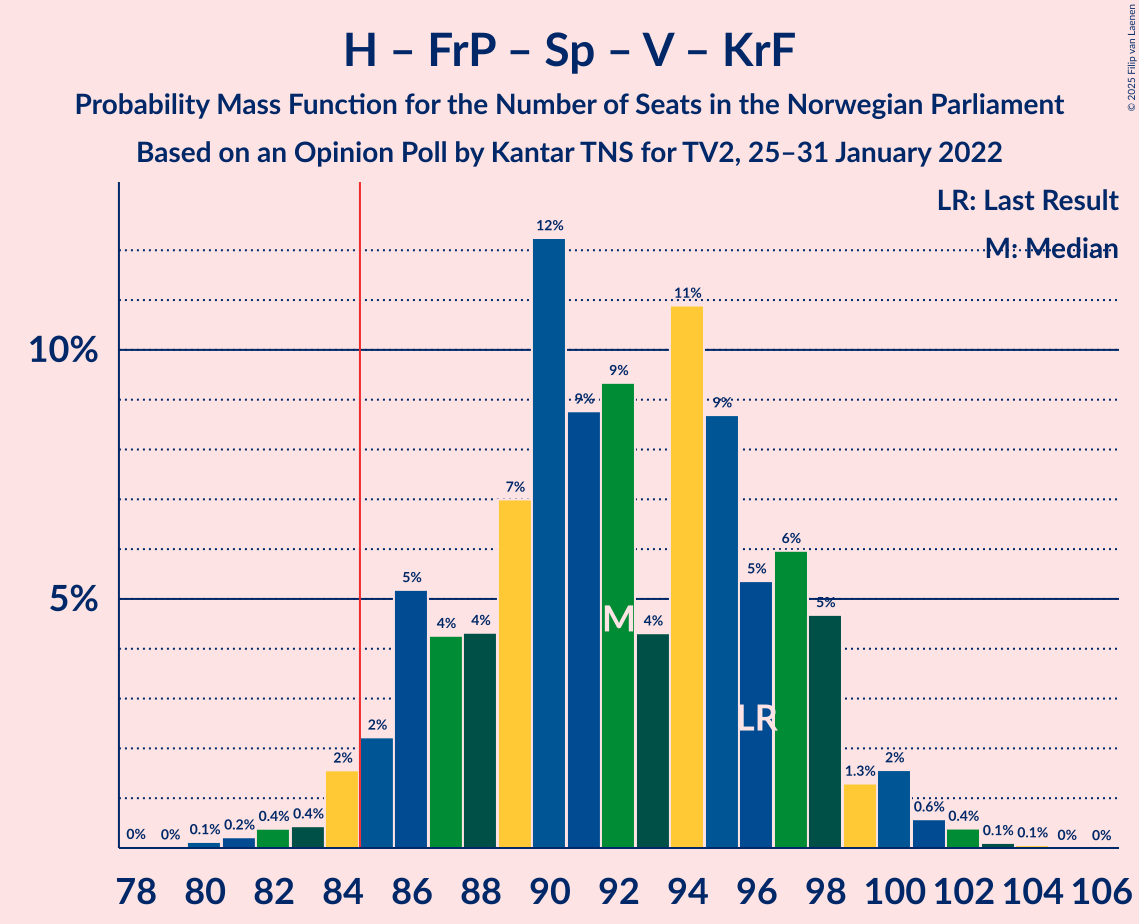 H – FrP – Sp – V – KrF
Probability Mass Function for the Number of Seats in the Norwegian Parliament
Based on an Opinion Poll by Kantar TNS for TV2, 25–31 January 2022
© 2025 Filip van Laenen
LR: Last Result
M: Median
10%
5%
0% 0% 0.1% 0.2% 0.4% 0.4% 2% 2% 5% 4% 4% 7% 12% 9% 9% 4% 11% 9% 5% 6% 5% 1.3% 2% 0.6% 0.4% 0.1% 0.1% 0% 0%
M
LR
78 80 82 84 86 88 90 92 94 96 98 100 102 104 106